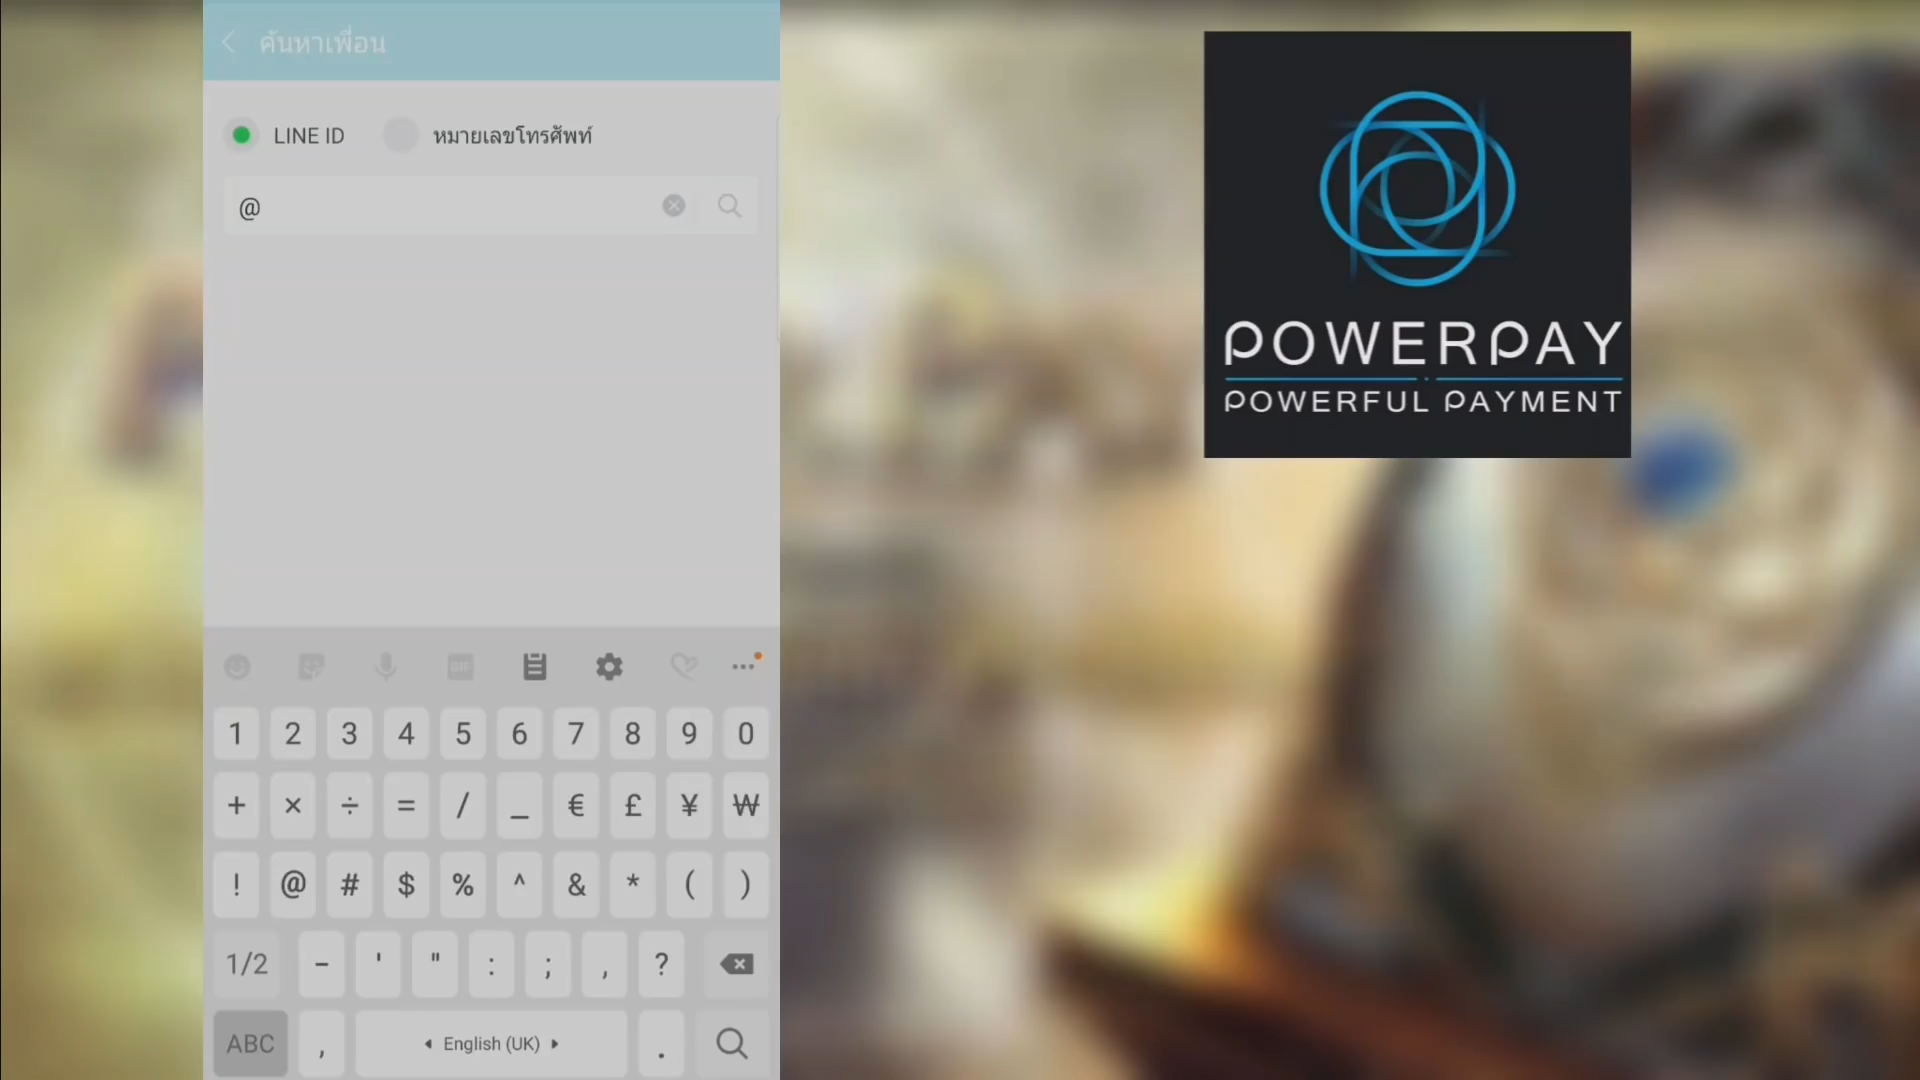 ค้นหาเพื่อน
LINE ID
หมายเลขโทรศัพท์
@
GIF
1 2 3 4 5 6 7 8 9 0
+ × ÷ = / _ € £ ¥ ₩
! @ # $ % ^ & * ( )
1/2 - ' " : ; , ?
ABC , English (UK) .
POWERPAY
POWERFUL PAYMENT